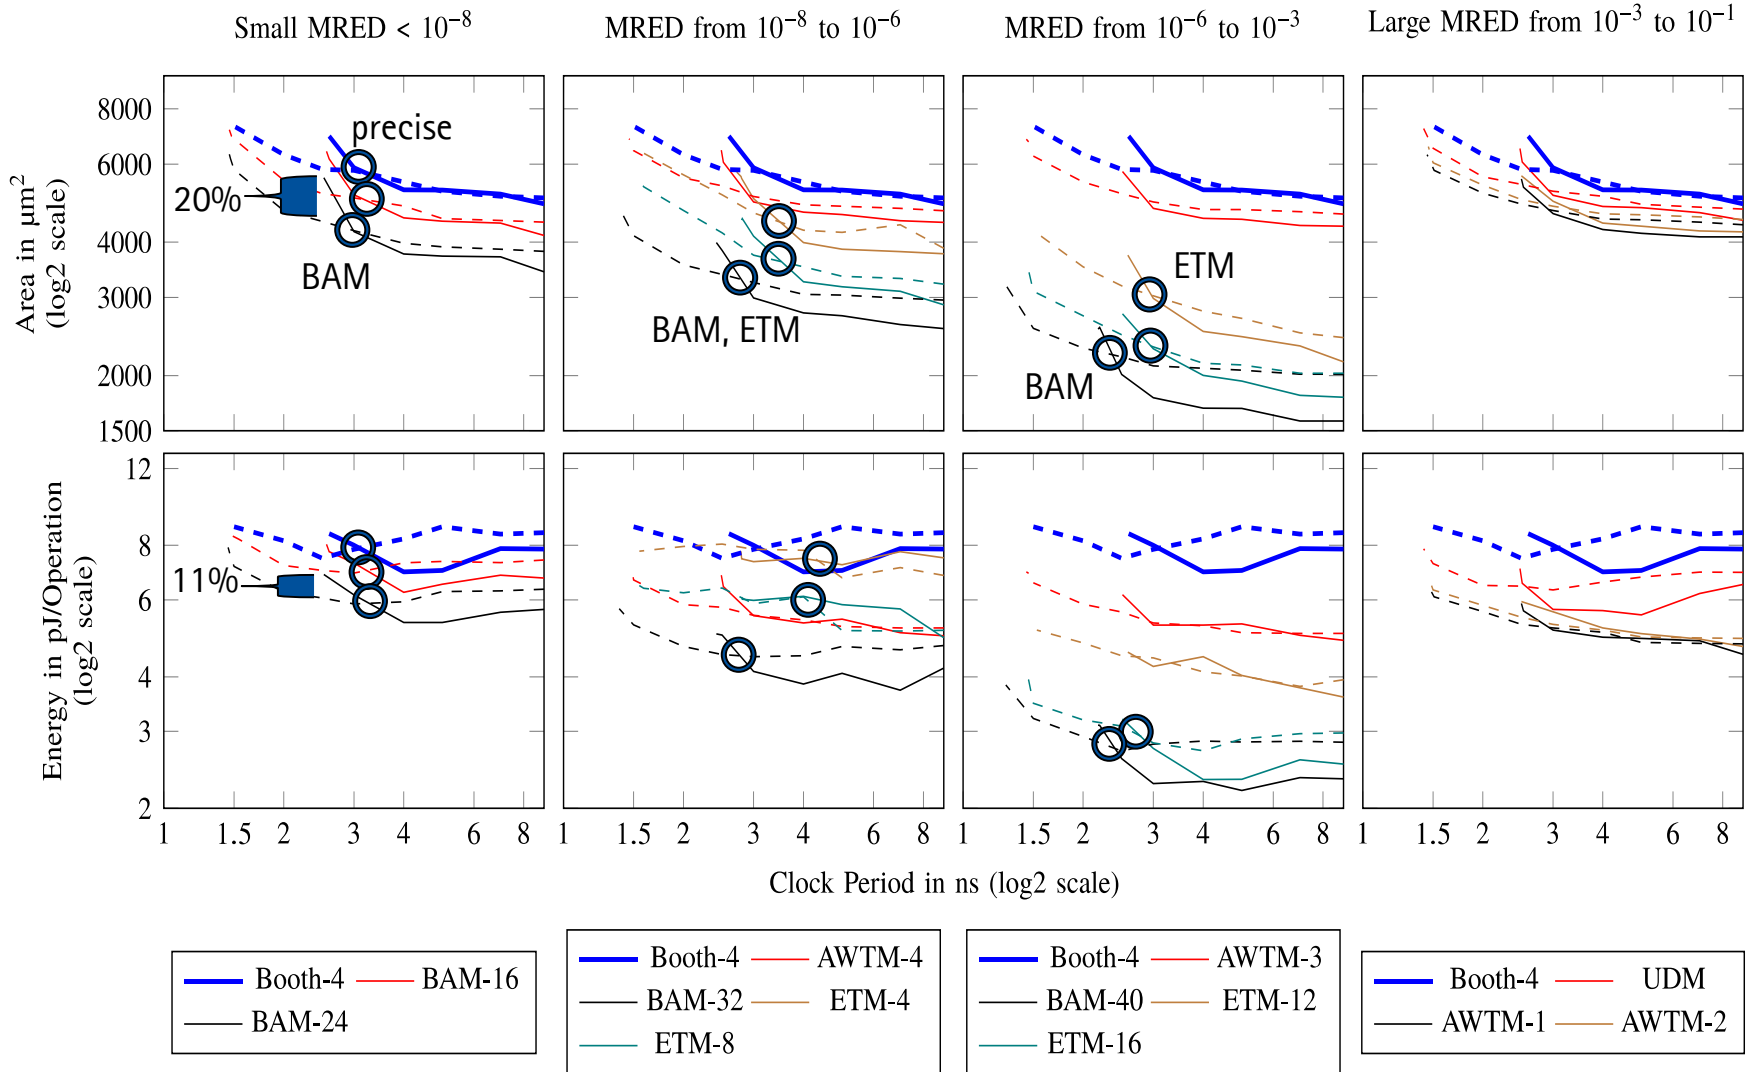 Small MRED < 10⁻⁸
MRED from 10⁻⁸ to 10⁻⁶
MRED from 10⁻⁶ to 10⁻³
Large MRED from 10⁻³ to 10⁻¹
Area in µm²
(log2 scale)
8000
6000
4000
3000
2000
1500
precise
20%
BAM
BAM, ETM
ETM
BAM
Energy in pJ/Operation
(log2 scale)
12
8
6
4
3
2
11%
1 1.5 2 3 4 6 8
1 1.5 2 3 4 6 8
1 1.5 2 3 4 6 8
1 1.5 2 3 4 6 8
Clock Period in ns (log2 scale)
Booth-4 BAM-16
BAM-24
Booth-4 AWTM-4
BAM-32 ETM-4
ETM-8
Booth-4 AWTM-3
BAM-40 ETM-12
ETM-16
Booth-4 UDM
AWTM-1 AWTM-2